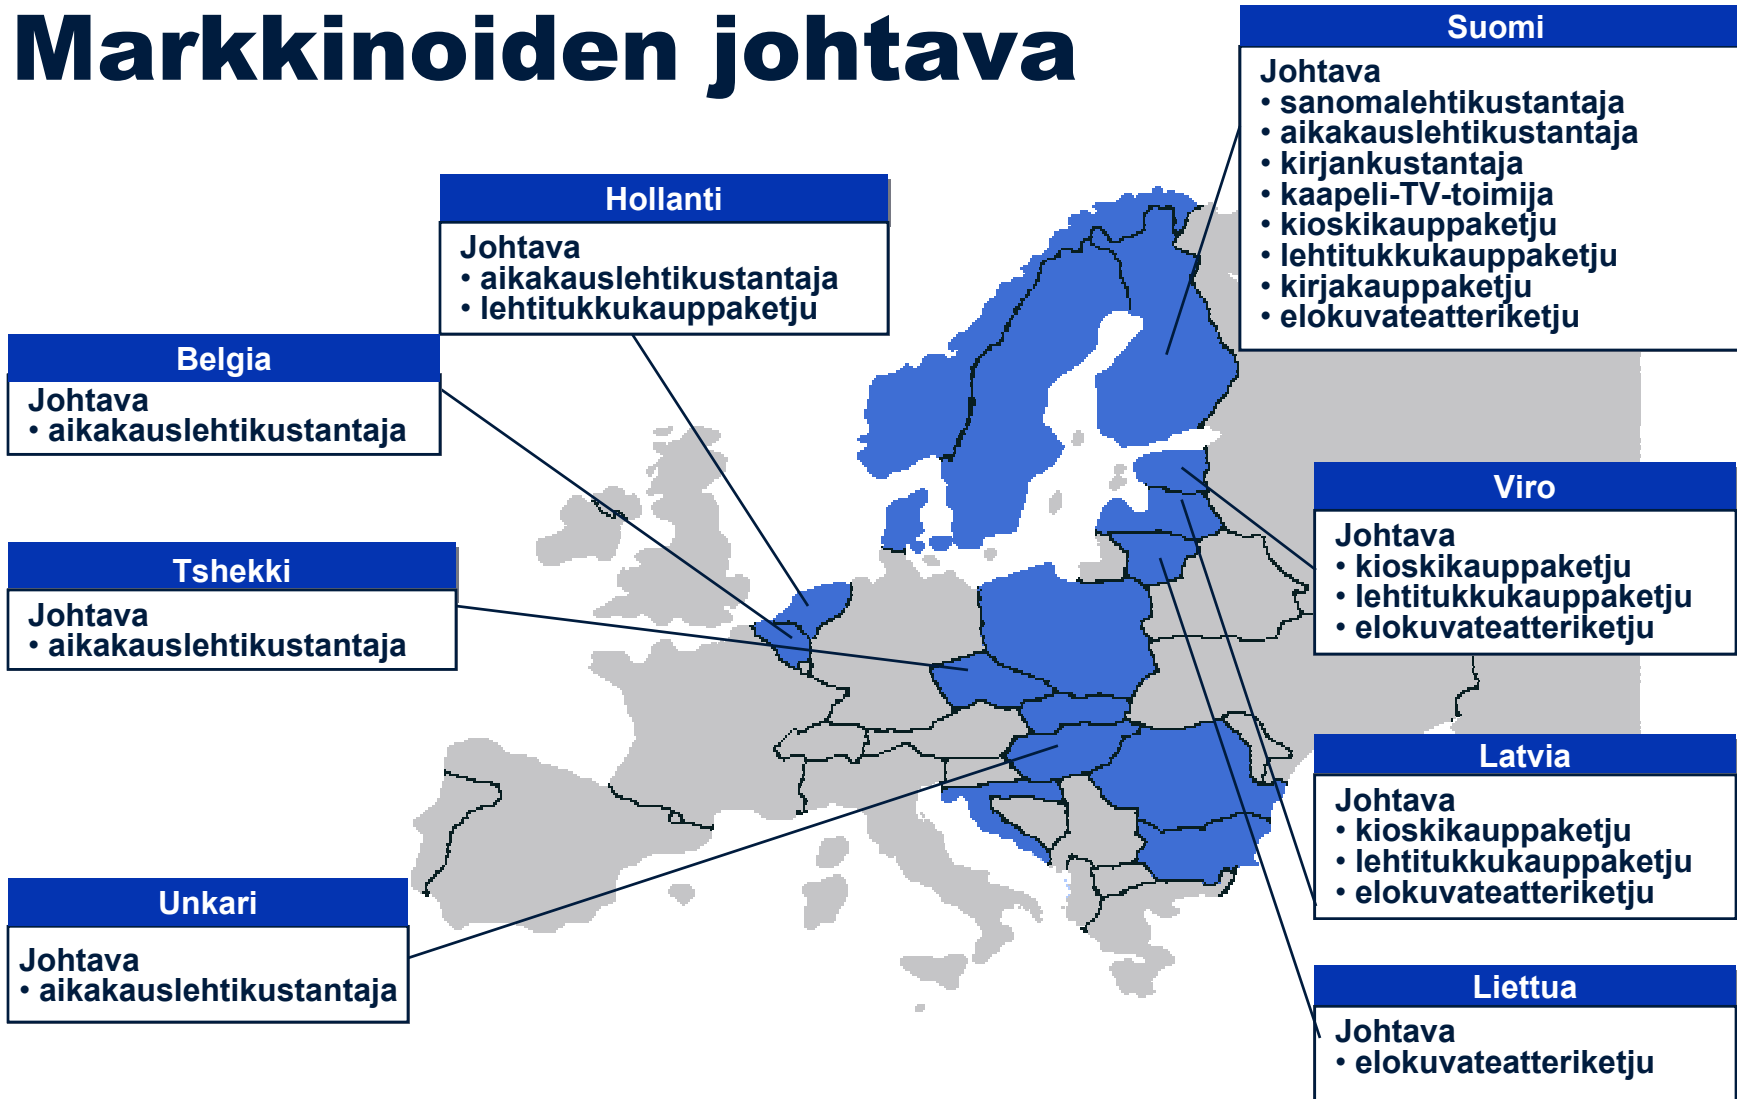 Markkinoiden johtava
Suomi
Johtava
• sanomalehtikustantaja
• aikakauslehtikustantaja
• kirjankustantaja
• kaapeli-TV-toimija
• kioskikauppaketju
• lehtitukkukauppaketju
• kirjakauppaketju
• elokuvateatteriketju
Hollanti
Johtava
• aikakauslehtikustantaja
• lehtitukkukauppaketju
Belgia
Johtava
• aikakauslehtikustantaja
Tshekki
Johtava
• aikakauslehtikustantaja
Unkari
Johtava
• aikakauslehtikustantaja
Viro
Johtava
• kioskikauppaketju
• lehtitukkukauppaketju
• elokuvateatteriketju
Latvia
Johtava
• kioskikauppaketju
• lehtitukkukauppaketju
• elokuvateatteriketju
Liettua
Johtava
• elokuvateatteriketju